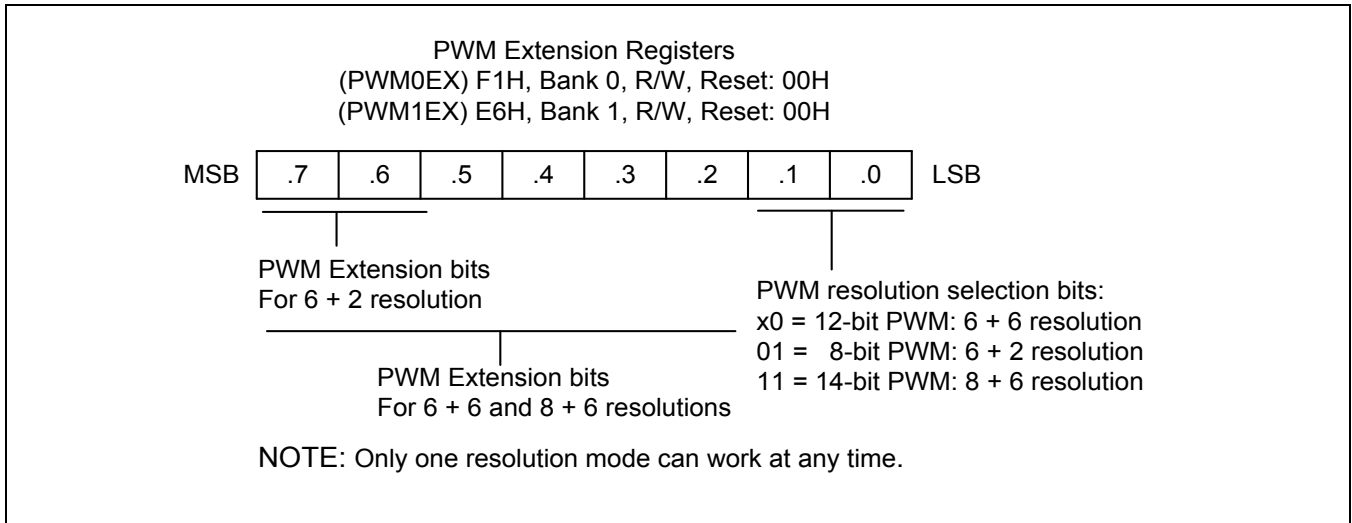 PWM Extension Registers
(PWM0EX) F1H, Bank 0, R/W, Reset: 00H
(PWM1EX) E6H, Bank 1, R/W, Reset: 00H
MSB .7 .6 .5 .4 .3 .2 .1 .0 LSB
PWM Extension bits
For 6 + 2 resolution
PWM resolution selection bits:
x0 = 12-bit PWM: 6 + 6 resolution
01 = 8-bit PWM: 6 + 2 resolution
11 = 14-bit PWM: 8 + 6 resolution
PWM Extension bits
For 6 + 6 and 8 + 6 resolutions
NOTE: Only one resolution mode can work at any time.